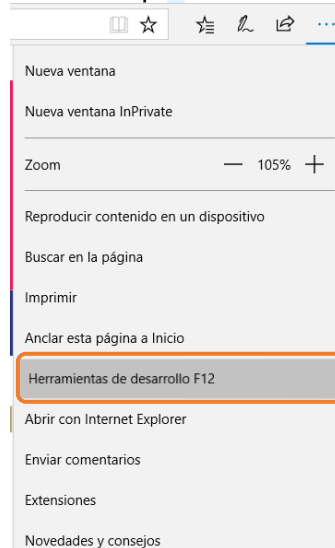 Nueva ventana
Nueva ventana InPrivate
Zoom — 105% +
Reproducir contenido en un dispositivo
Buscar en la página
Imprimir
Anclar esta página a Inicio
Herramientas de desarrollo F12
Abrir con Internet Explorer
Enviar comentarios
Extensiones
Novedades y consejos